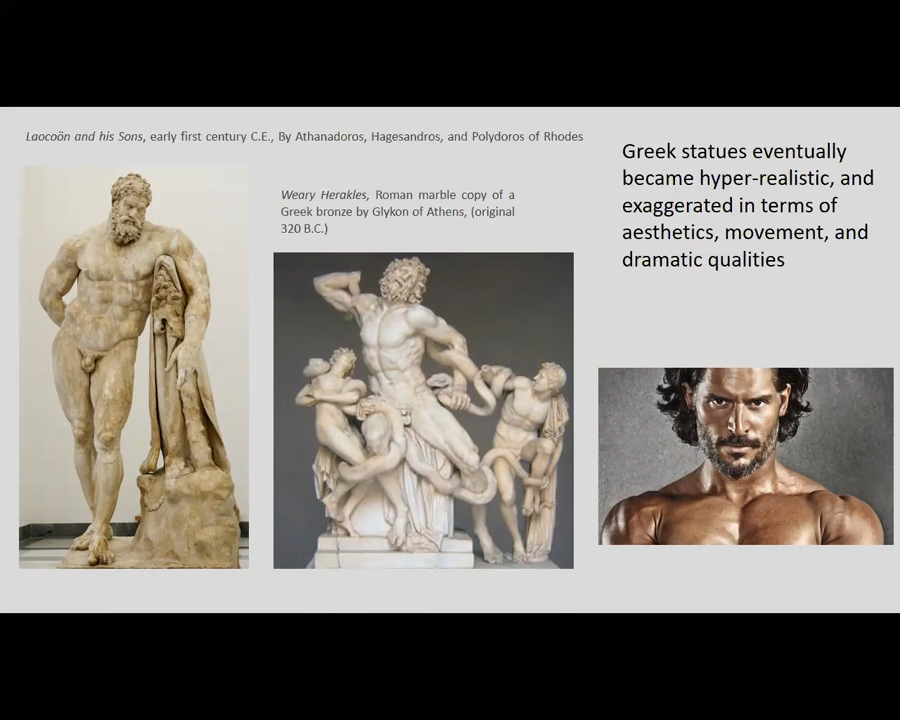 Laocoön and his Sons, early first century C.E., By Athanadoros, Hagesandros, and Polydoros of Rhodes
Weary Herakles, Roman marble copy of a
Greek bronze by Glykon of Athens, (original
320 B.C.)
Greek statues eventually
became hyper-realistic, and
exaggerated in terms of
aesthetics, movement, and
dramatic qualities